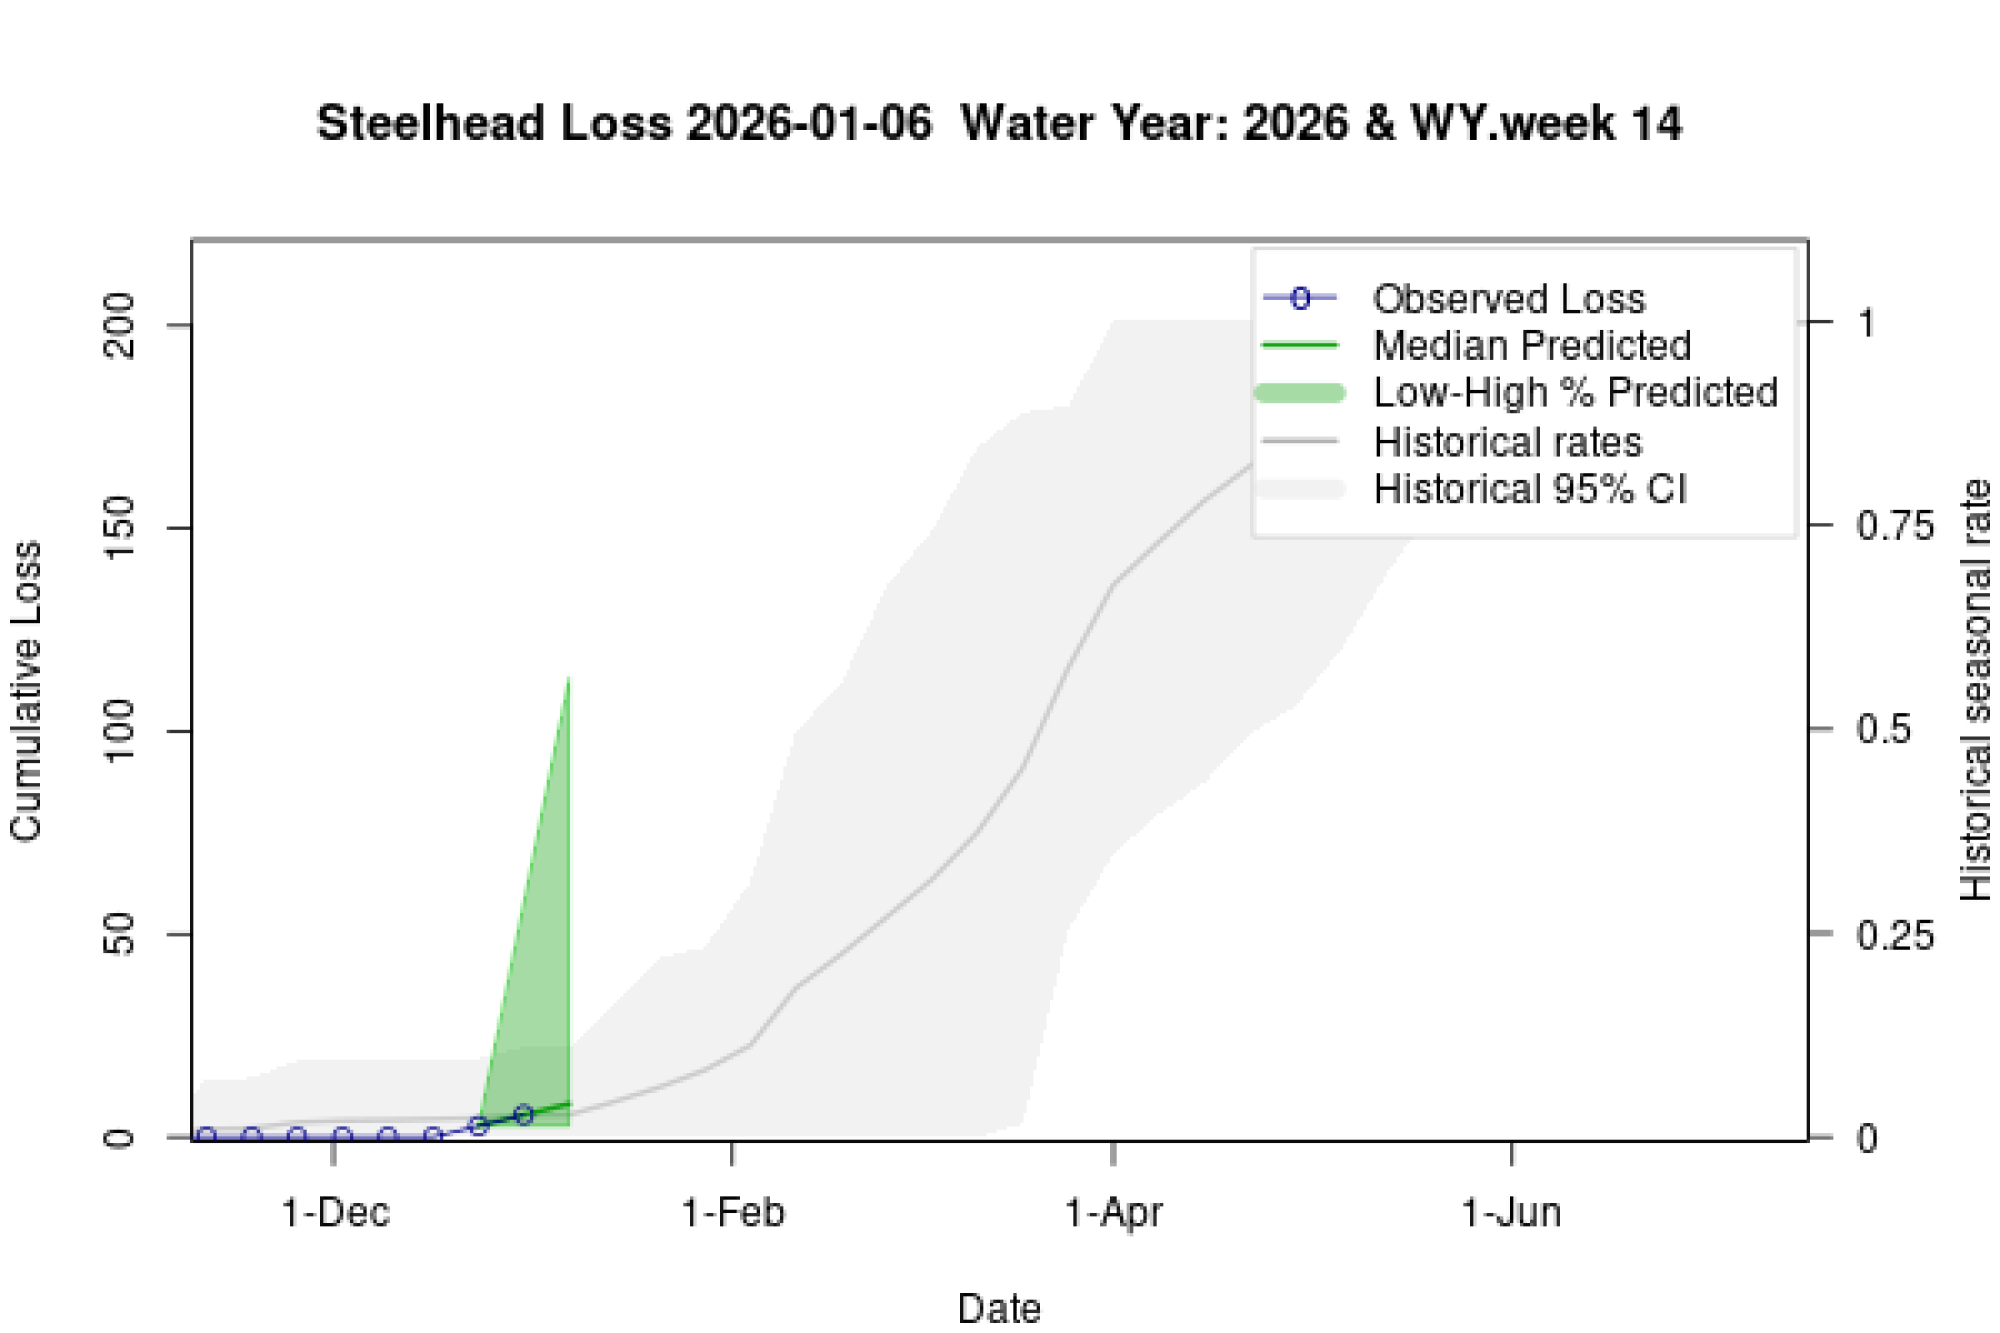 Steelhead Loss 2026-01-06  Water Year: 2026 & WY.week 14
Observed Loss
Median Predicted
Low-High % Predicted
Historical rates
Historical 95% CI
Cumulative Loss
200
150
100
50
0
1
0.75
0.5
0.25
0
Historical seasonal rate
1-Dec
1-Feb
1-Apr
1-Jun
Date